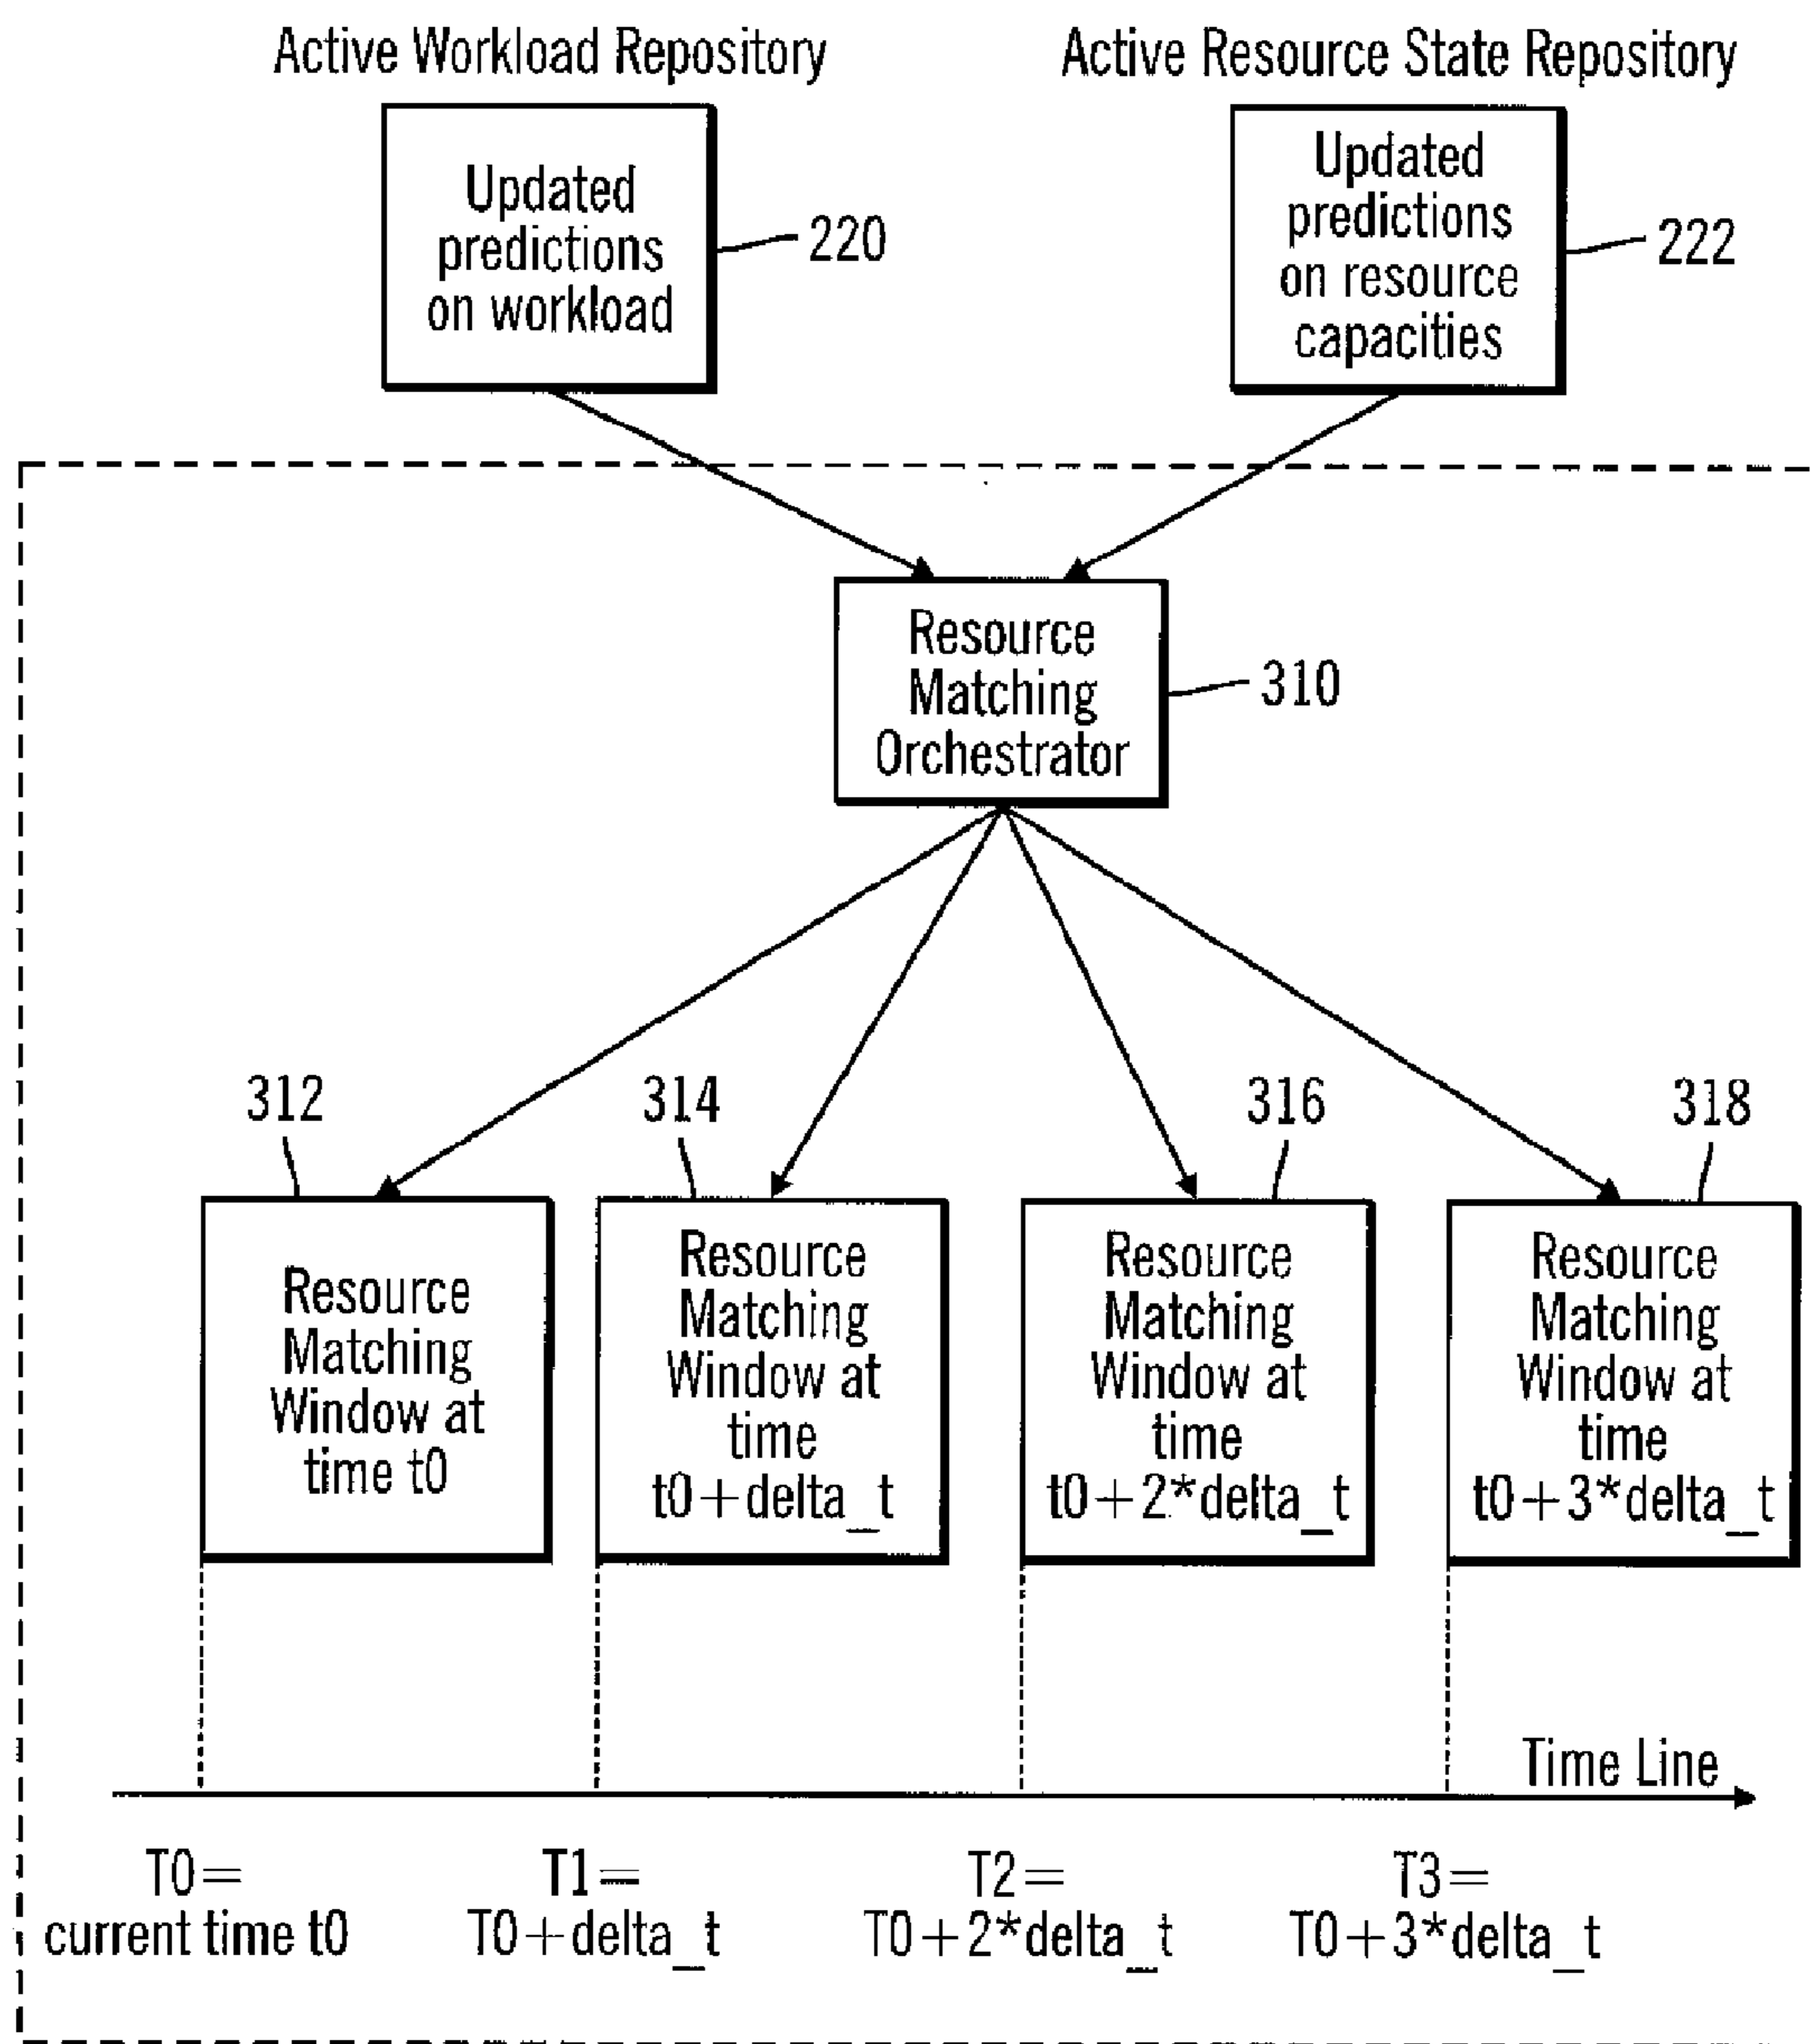 Active Workload Repository
Active Resource State Repository
Updated
predictions
on workload
220
Updated
predictions
on resource
capacities
222
Resource
Matching
Orchestrator
310
312
314
316
318
Resource
Matching
Window at
time t0
Resource
Matching
Window at
time
t0+delta_t
Resource
Matching
Window at
time
t0+2*delta_t
Resource
Matching
Window at
time
t0+3*delta_t
Time Line
T0=
current time t0
T1=
T0+delta_t
T2=
T0+2*delta_t
T3=
T0+3*delta_t